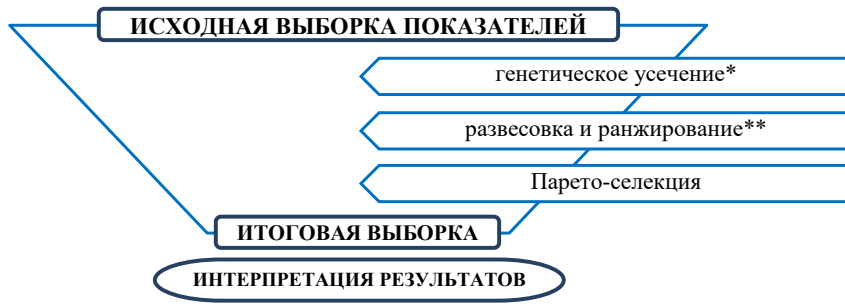 ИСХОДНАЯ ВЫБОРКА ПОКАЗАТЕЛЕЙ
генетическое усечение*
развесовка и ранжирование**
Парето-селекция
ИТОГОВАЯ ВЫБОРКА
ИНТЕРПРЕТАЦИЯ РЕЗУЛЬТАТОВ